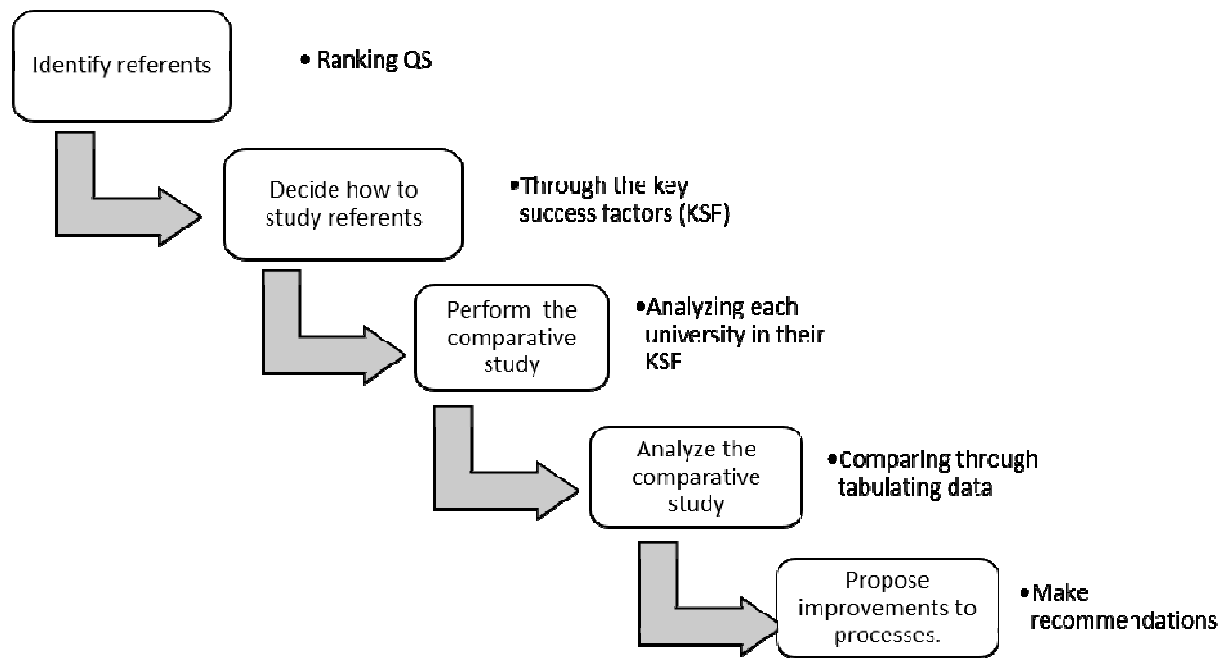 Identify referents
• Ranking QS
Decide how to
study referents
•Through the key
success factors (KSF)
Perform the
comparative
study
•Analyzing each
university in their
KSF
Analyze the
comparative
study
•Comparing through
tabulating data
Propose
improvements to
processes.
•Make
recommendations